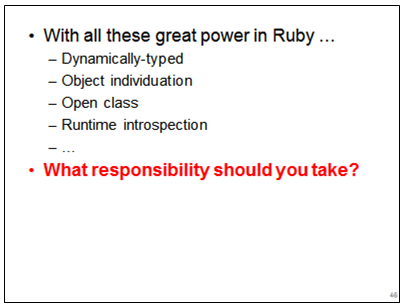 • With all these great power in Ruby …
– Dynamically-typed
– Object individuation
– Open class
– Runtime introspection
– …
• What responsibility should you take?
46